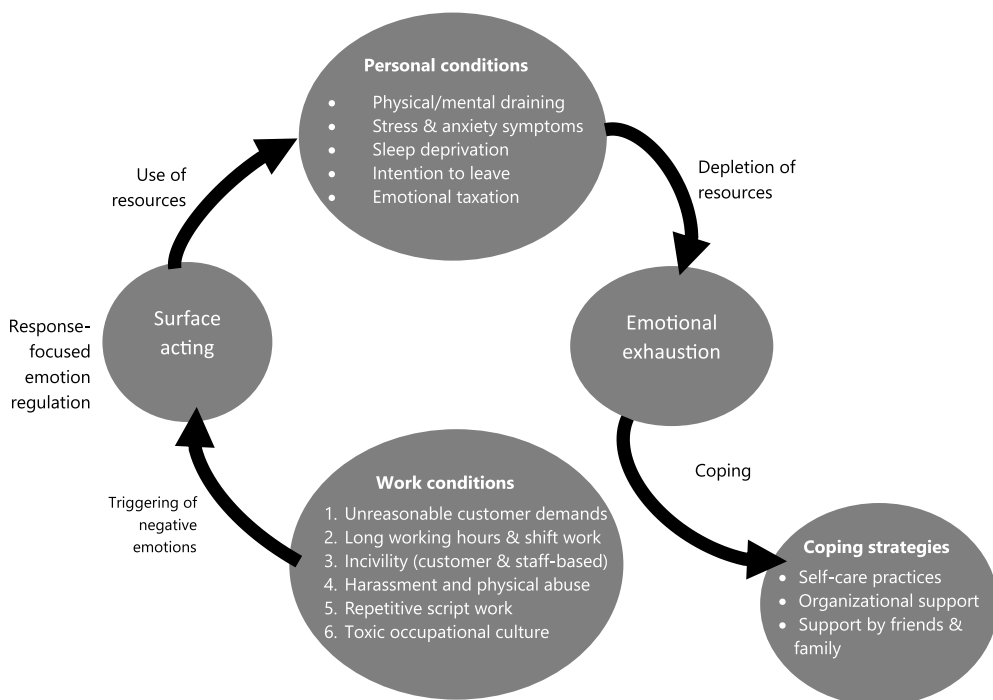 Personal conditions
• Physical/mental draining
• Stress & anxiety symptoms
• Sleep deprivation
• Intention to leave
• Emotional taxation
Use of
resources
Depletion of
resources
Surface
acting
Response-
focused
emotion
regulation
Emotional
exhaustion
Triggering of
negative
emotions
Work conditions
1. Unreasonable customer demands
2. Long working hours & shift work
3. Incivility (customer & staff-based)
4. Harassment and physical abuse
5. Repetitive script work
6. Toxic occupational culture
Coping
Coping strategies
• Self-care practices
• Organizational support
• Support by friends &
family